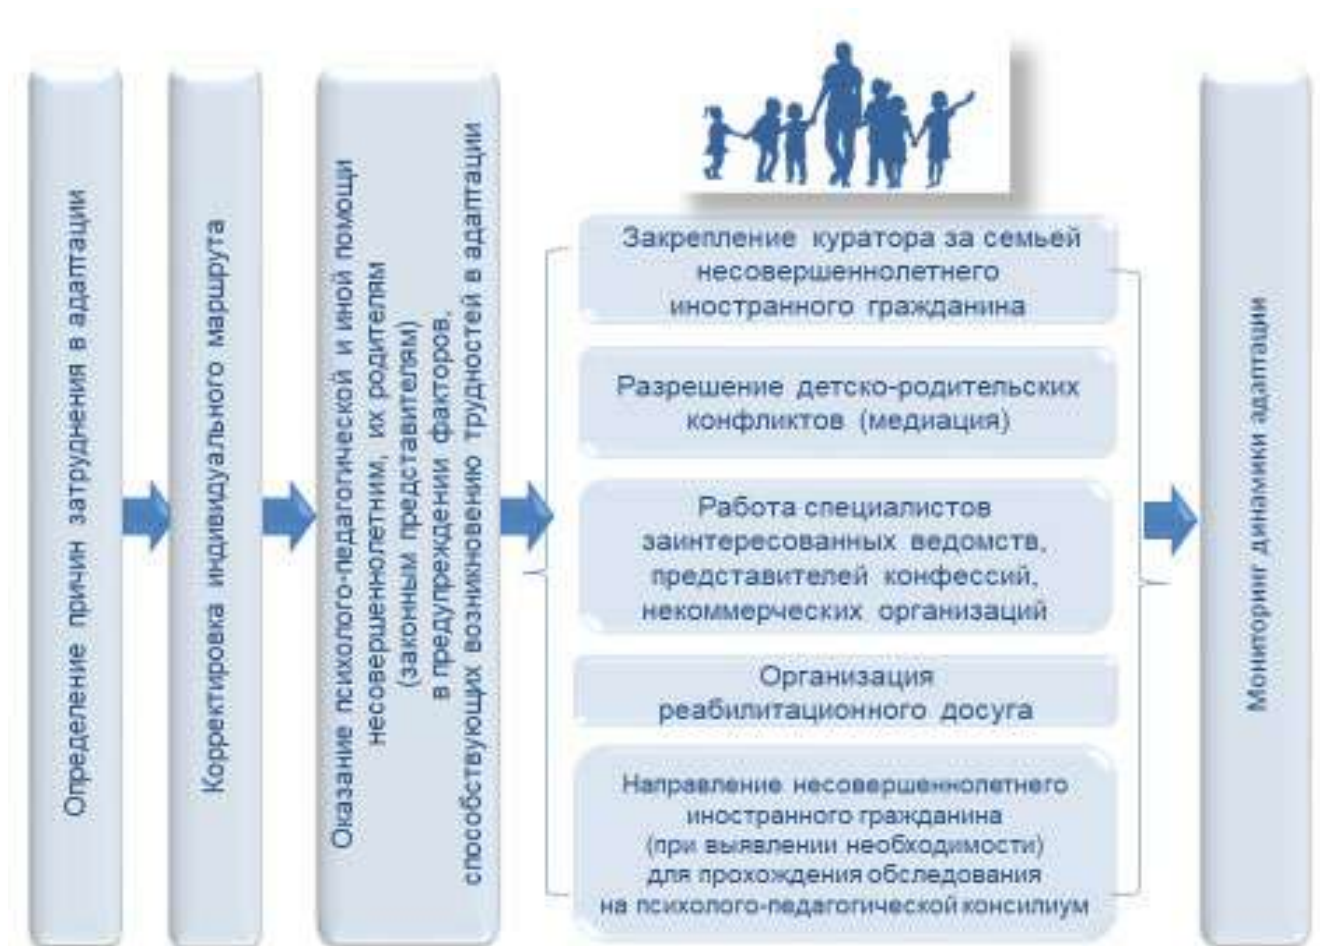 Определение причин затруднения в адаптации
Корректировка индивидуального маршрута
Оказание психолого-педагогической и иной помощи
несовершеннолетним, их родителям
(законным представителям)
в предупреждении факторов,
способствующих возникновению трудностей в адаптации
Закрепление куратора за семьей
несовершеннолетнего
иностранного гражданина
Разрешение детско-родительских
конфликтов (медиация)
Работа специалистов
заинтересованных ведомств,
представителей конфессий,
некоммерческих организаций
Организация
реабилитационного досуга
Направление несовершеннолетнего
иностранного гражданина
(при выявлении необходимости)
для прохождения обследования
на психолого-педагогической консилиум
Мониторинг динамики адаптации